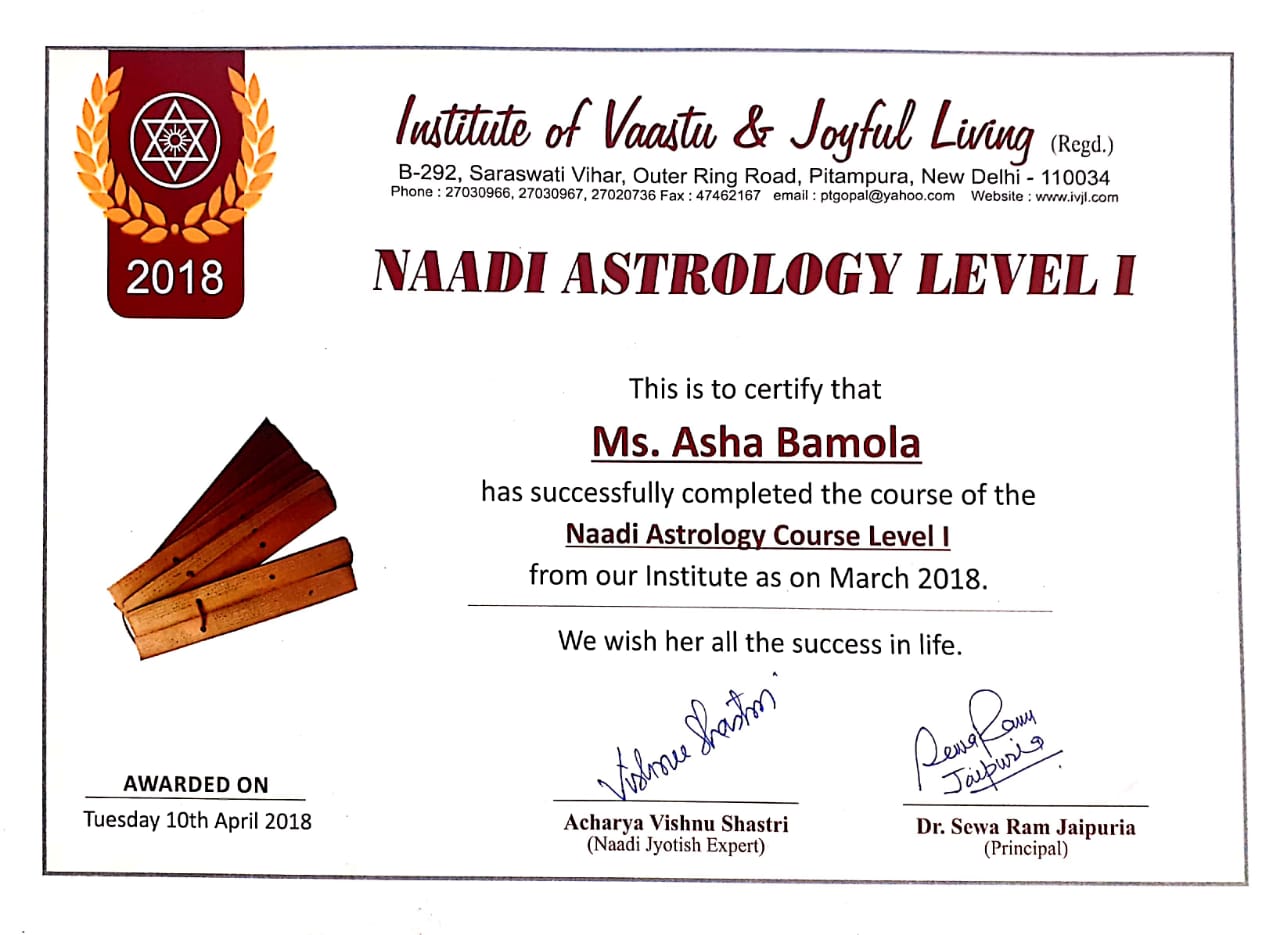 2018
Institute of Vaastu & Joyful Living (Regd.)
B-292, Saraswati Vihar, Outer Ring Road, Pitampura, New Delhi - 110034
Phone : 27030966, 27030967, 27020736 Fax : 47462167 email : ptgopal@yahoo.com Website : www.ivjl.com
NAADI ASTROLOGY LEVEL I
This is to certify that
Ms. Asha Bamola
has successfully completed the course of the
Naadi Astrology Course Level I
from our Institute as on March 2018.
We wish her all the success in life.
AWARDED ON
Tuesday 10th April 2018
Vishnu Shastri
Acharya Vishnu Shastri
(Naadi Jyotish Expert)
Sewa Ram
Jaipuria
Dr. Sewa Ram Jaipuria
(Principal)